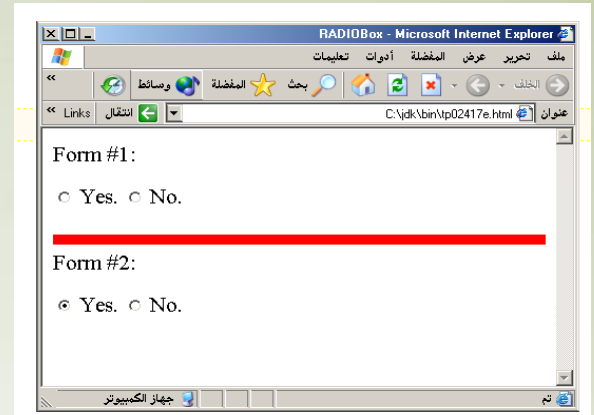 RADIOBox - Microsoft Internet Explorer
ملف تحرير عرض المفضلة أدوات تعليمات
الخلف بحث المفضلة وسائط »
عنوان C:\jdk\bin\tp02417e.html انتقال Links »
Form #1:
Yes. No.
Form #2:
Yes. No.
تم جهاز الكمبيوتر